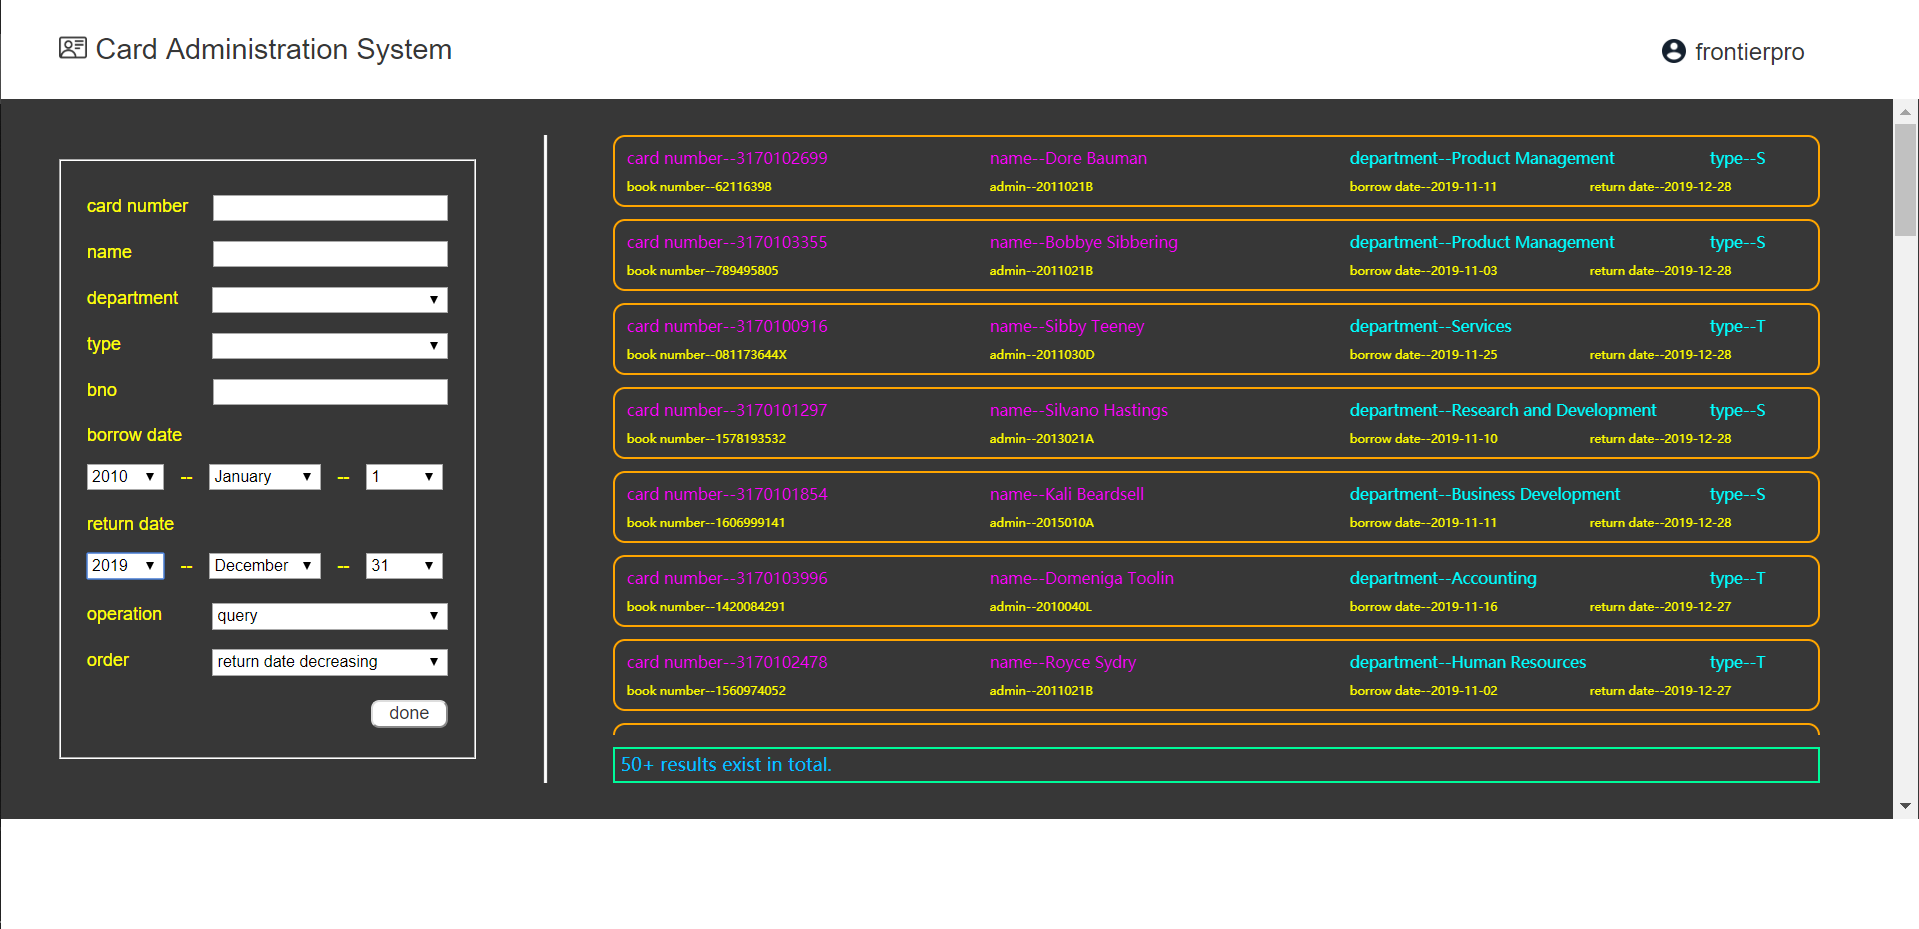 Card Administration System
frontierpro
card number
name
department
type
bno
borrow date
2010 -- January -- 1
return date
2019 -- December -- 31
operation query
order return date decreasing
done
card number--3170102699 name--Dore Bauman department--Product Management type--S
book number--62116398 admin--2011021B borrow date--2019-11-11 return date--2019-12-28
card number--3170103355 name--Bobbye Sibbering department--Product Management type--S
book number--789495805 admin--2011021B borrow date--2019-11-03 return date--2019-12-28
card number--3170100916 name--Sibby Teeney department--Services type--T
book number--081173644X admin--2011030D borrow date--2019-11-25 return date--2019-12-28
card number--3170101297 name--Silvano Hastings department--Research and Development type--S
book number--1578193532 admin--2013021A borrow date--2019-11-10 return date--2019-12-28
card number--3170101854 name--Kali Beardsell department--Business Development type--S
book number--1606999141 admin--2015010A borrow date--2019-11-11 return date--2019-12-28
card number--3170103996 name--Domeniga Toolin department--Accounting type--T
book number--1420084291 admin--2010040L borrow date--2019-11-16 return date--2019-12-27
card number--3170102478 name--Royce Sydry department--Human Resources type--T
book number--1560974052 admin--2011021B borrow date--2019-11-02 return date--2019-12-27
50+ results exist in total.